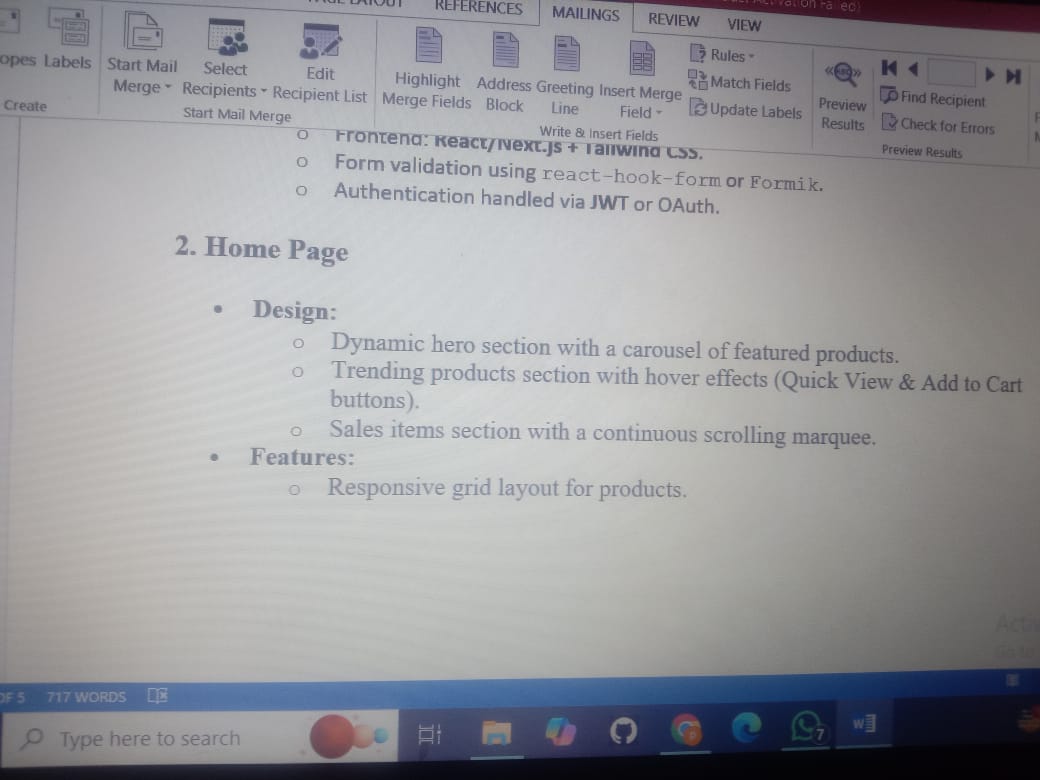 REFERENCES
MAILINGS
REVIEW
VIEW
opes Labels
Start Mail Merge
Select Recipients
Edit Recipient List
Highlight Merge Fields
Address Block
Greeting Line
Insert Merge Field
Rules
Match Fields
Update Labels
Preview Results
Find Recipient
Check for Errors
Create
Start Mail Merge
Write & Insert Fields
Preview Results
Frontend: React/Next.js + Tailwind CSS.
Form validation using react-hook-form or Formik.
Authentication handled via JWT or OAuth.
2. Home Page
Design:
Dynamic hero section with a carousel of featured products.
Trending products section with hover effects (Quick View & Add to Cart
buttons).
Sales items section with a continuous scrolling marquee.
Features:
Responsive grid layout for products.
Go to
OF 5 717 WORDS
Type here to search
7
W